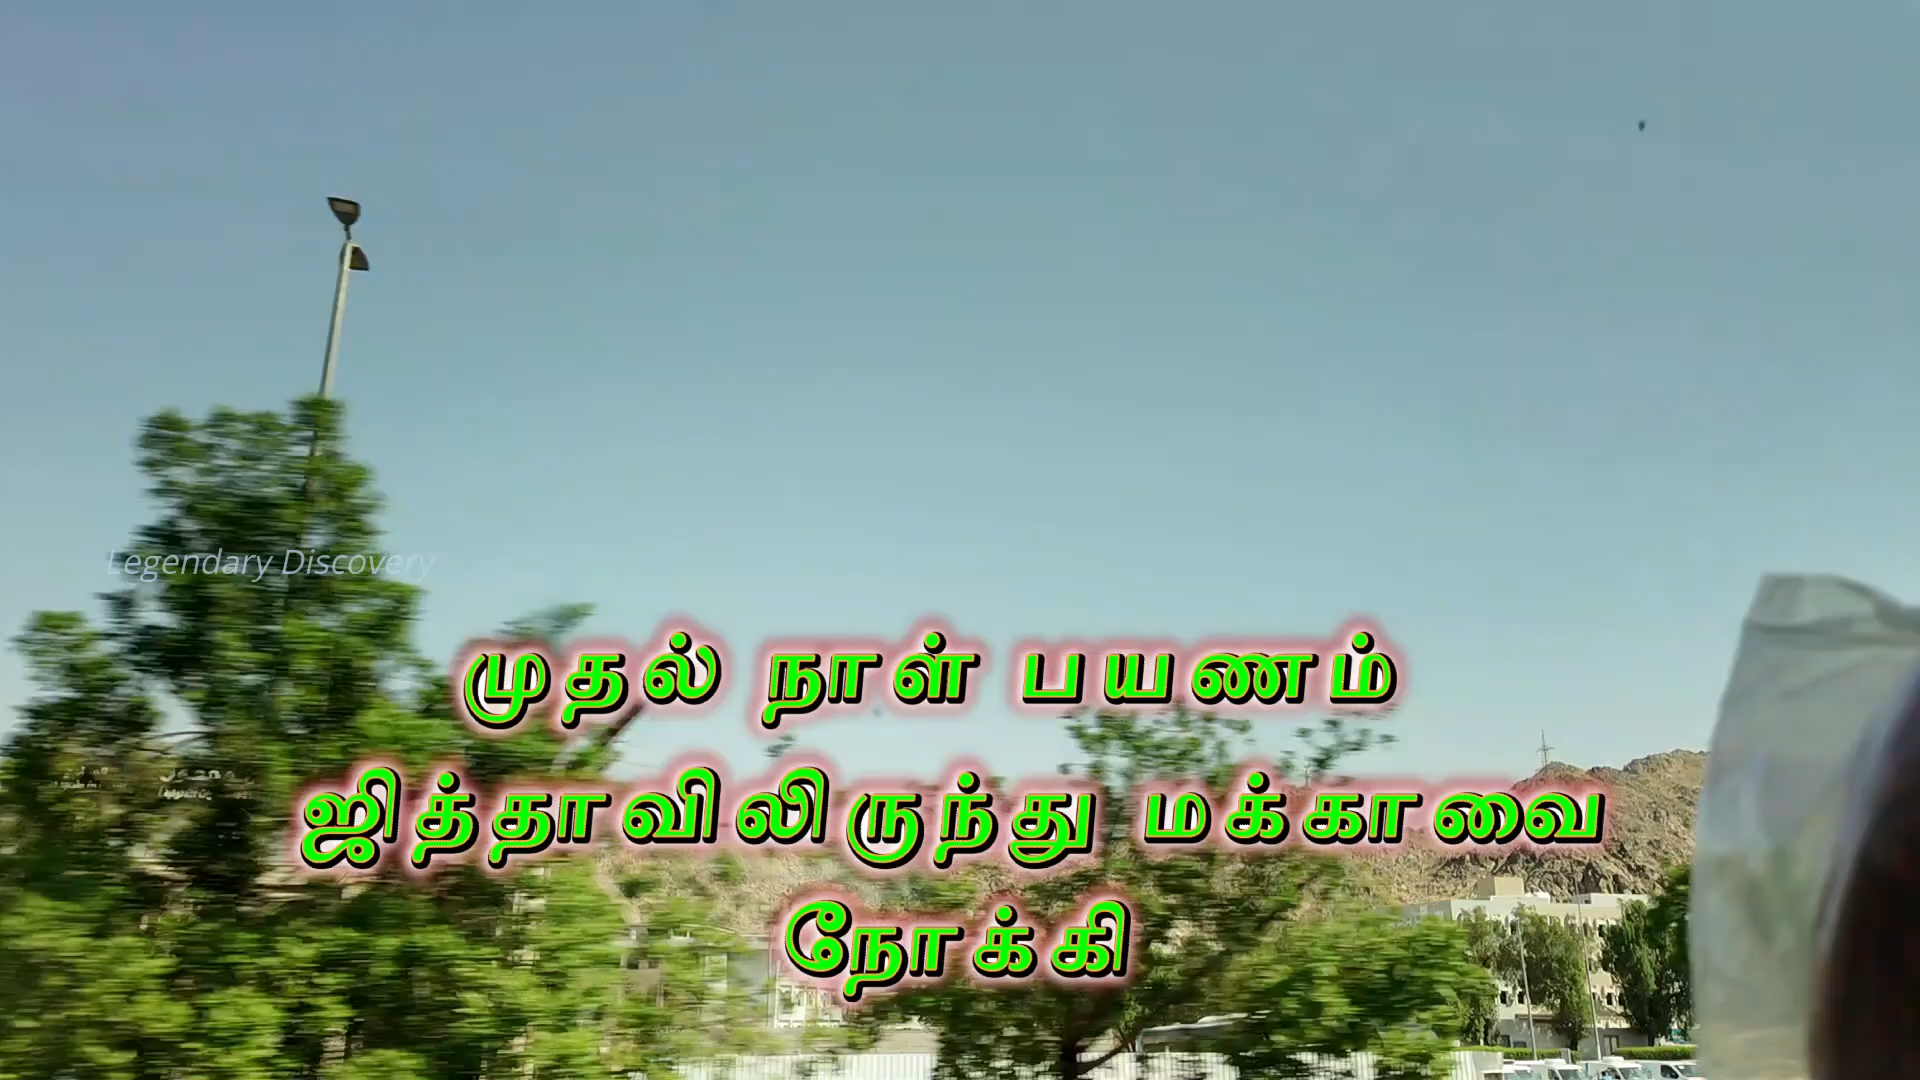 Legendary Discovery
முதல் நாள் பயணம்
ஜித்தாவிலிருந்து மக்காவை
நோக்கி